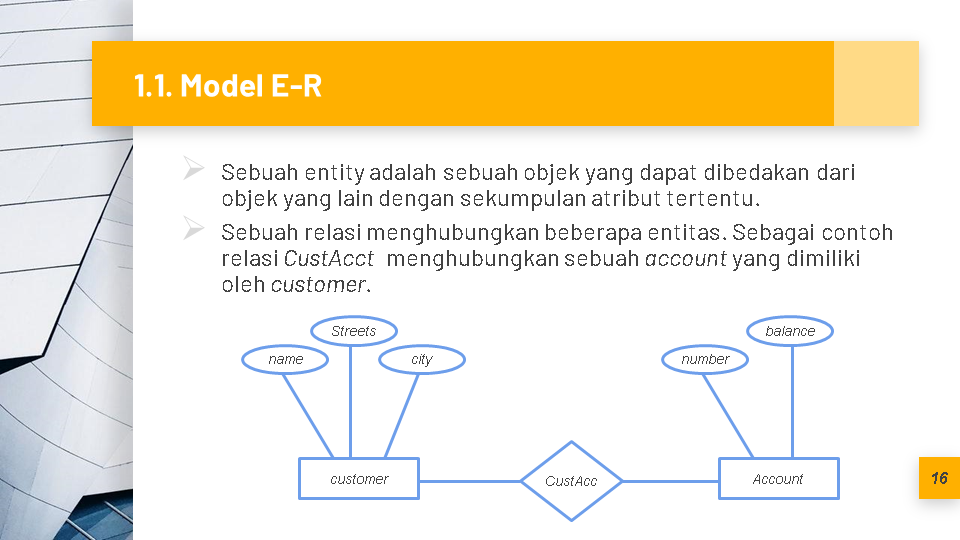 1.1. Model E-R
Sebuah entity adalah sebuah objek yang dapat dibedakan dari
objek yang lain dengan sekumpulan atribut tertentu.
Sebuah relasi menghubungkan beberapa entitas. Sebagai contoh
relasi CustAcct menghubungkan sebuah account yang dimiliki
oleh customer.
Streets
balance
name
city
number
customer
CustAcc
Account
16